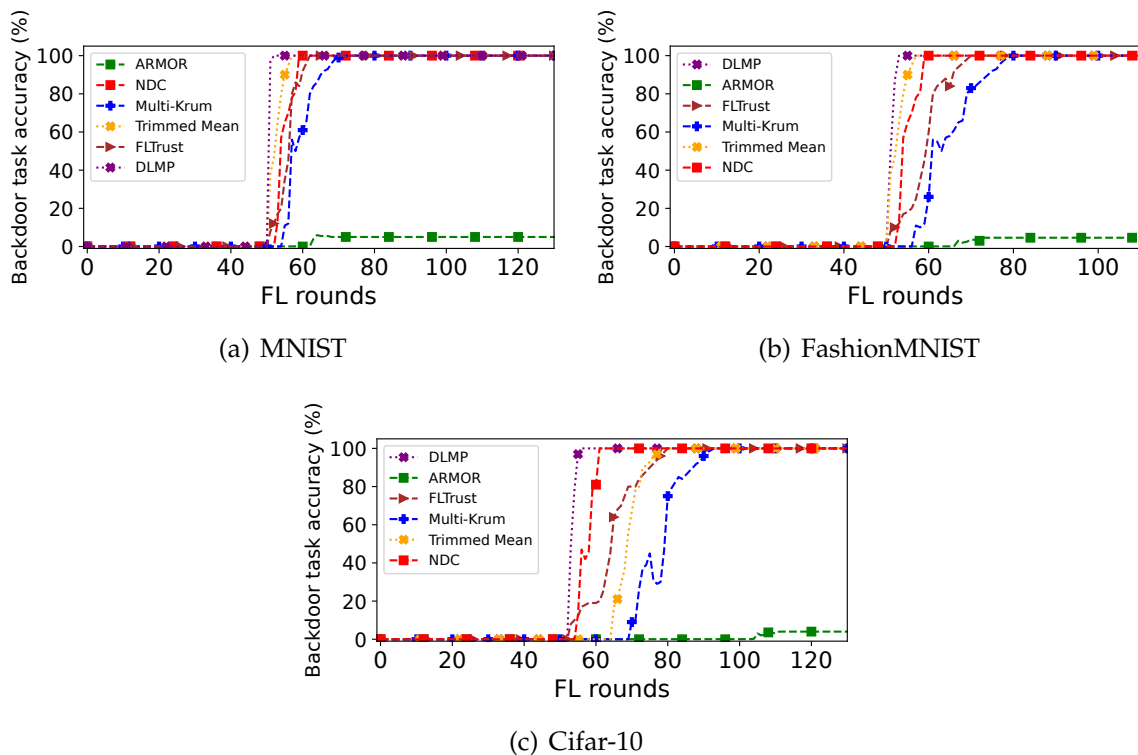 Backdoor task accuracy (%)
100
80
60
40
20
0
ARMOR
NDC
Multi-Krum
Trimmed Mean
FLTrust
DLMP
0 20 40 60 80 100 120
FL rounds
(a) MNIST
Backdoor task accuracy (%)
100
80
60
40
20
0
DLMP
ARMOR
FLTrust
Multi-Krum
Trimmed Mean
NDC
0 20 40 60 80 100
FL rounds
(b) FashionMNIST
Backdoor task accuracy (%)
100
80
60
40
20
0
DLMP
ARMOR
FLTrust
Multi-Krum
Trimmed Mean
NDC
0 20 40 60 80 100 120
FL rounds
(c) Cifar-10